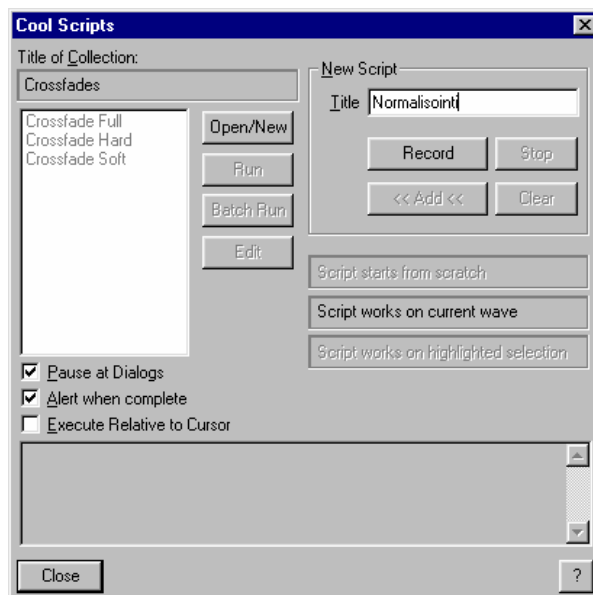 Cool Scripts
Title of Collection:
Crossfades
Crossfade Full
Crossfade Hard
Crossfade Soft
Open/New
Run
Batch Run
Edit
New Script
Title Normalisointi
Record Stop
<< Add << Clear
Script starts from scratch
Script works on current wave
Script works on highlighted selection
Pause at Dialogs
Alert when complete
Execute Relative to Cursor
Close ?